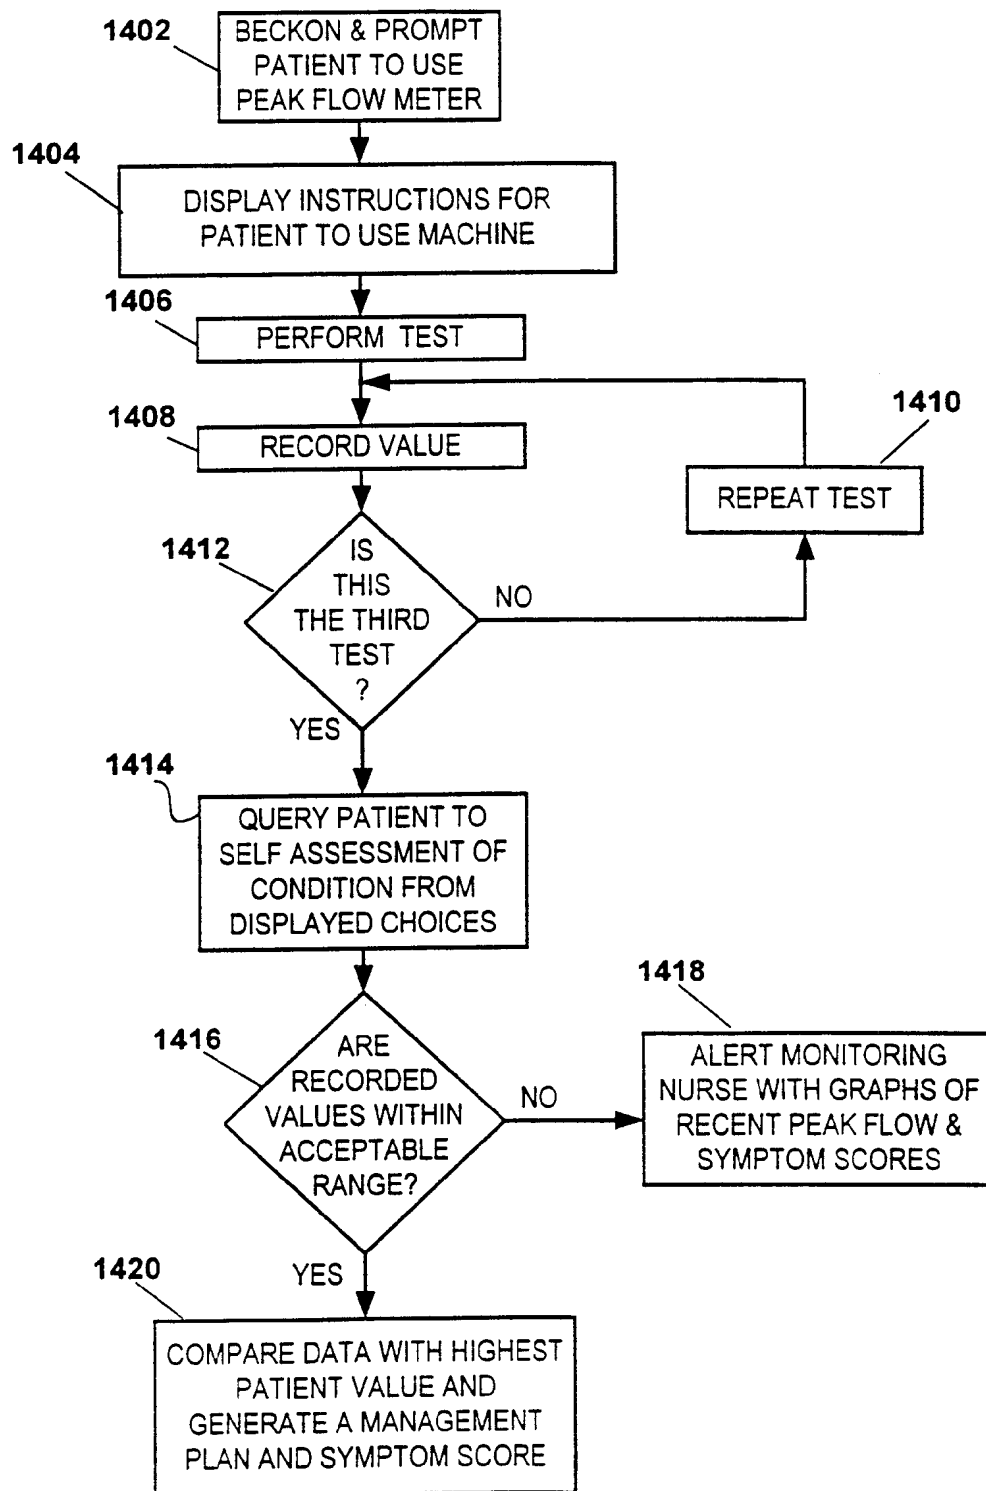 1402
BECKON & PROMPT
PATIENT TO USE
PEAK FLOW METER
1404
DISPLAY INSTRUCTIONS FOR
PATIENT TO USE MACHINE
1406
PERFORM TEST
1408
RECORD VALUE
1410
REPEAT TEST
1412
IS
THIS
THE THIRD
TEST
?
NO
YES
1414
QUERY PATIENT TO
SELF ASSESSMENT OF
CONDITION FROM
DISPLAYED CHOICES
1416
ARE
RECORDED
VALUES WITHIN
ACCEPTABLE
RANGE?
NO
1418
ALERT MONITORING
NURSE WITH GRAPHS OF
RECENT PEAK FLOW &
SYMPTOM SCORES
YES
1420
COMPARE DATA WITH HIGHEST
PATIENT VALUE AND
GENERATE A MANAGEMENT
PLAN AND SYMPTOM SCORE